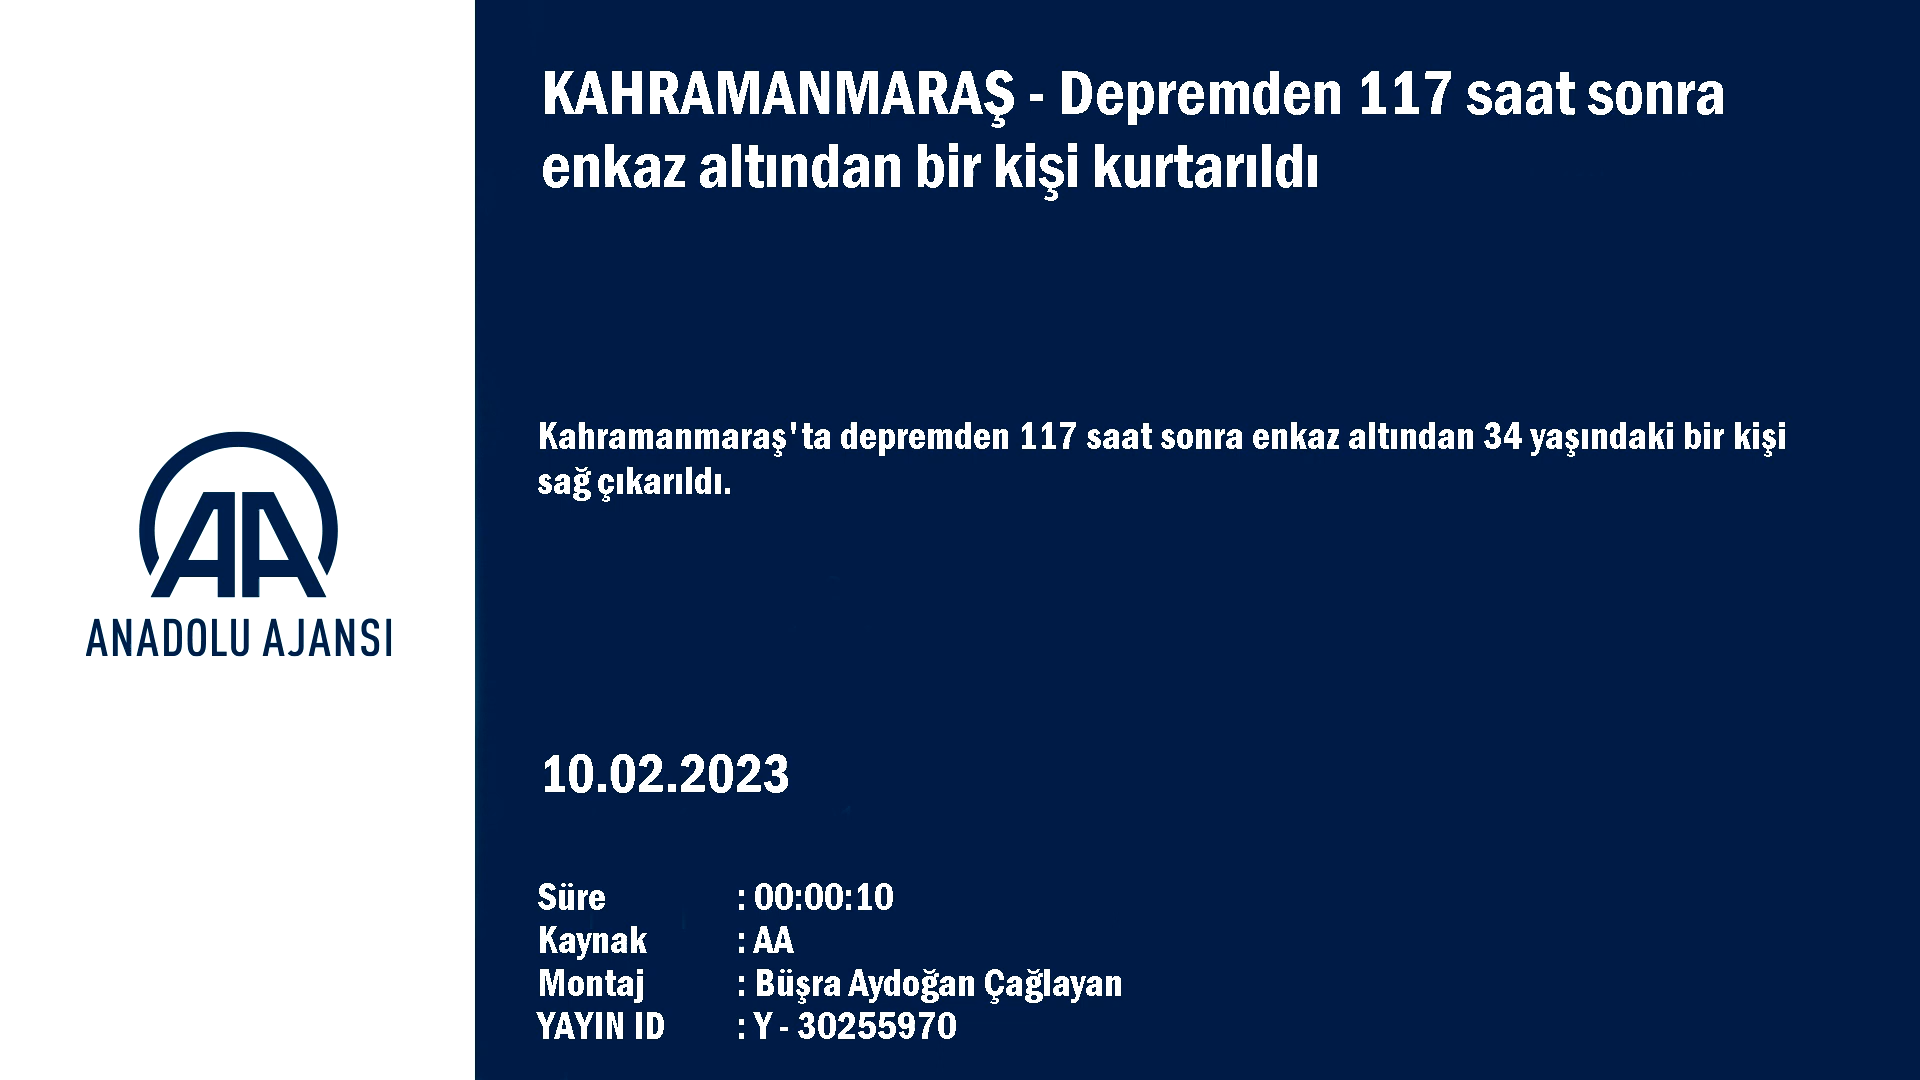 KAHRAMANMARAŞ - Depremden 117 saat sonra
enkaz altından bir kişi kurtarıldı
Kahramanmaraş'ta depremden 117 saat sonra enkaz altından 34 yaşındaki bir kişi
sağ çıkarıldı.
AA
ANADOLU AJANSI
10.02.2023
Süre : 00:00:10
Kaynak : AA
Montaj : Büşra Aydoğan Çağlayan
YAYIN ID : Y - 30255970